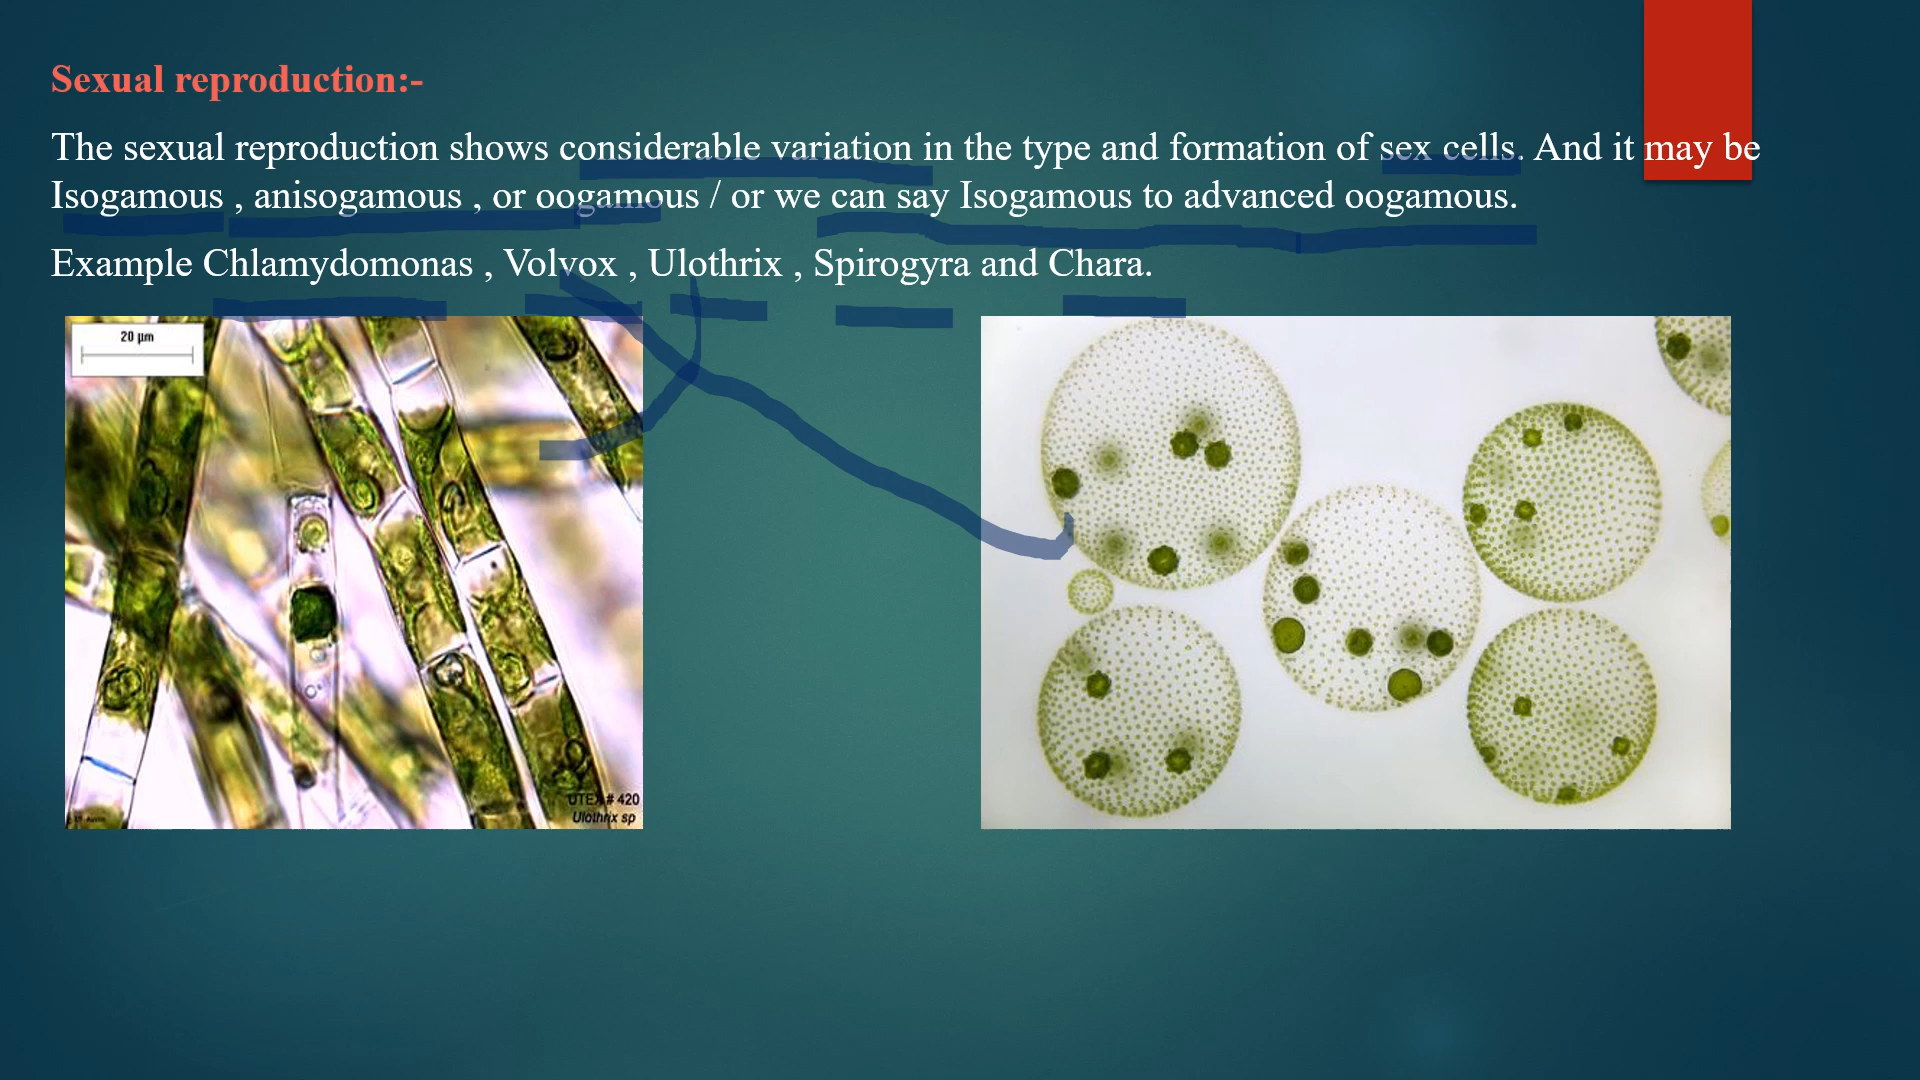 Sexual reproduction:-
The sexual reproduction shows considerable variation in the type and formation of sex cells. And it may be
Isogamous , anisogamous , or oogamous / or we can say Isogamous to advanced oogamous.
Example Chlamydomonas , Volvox , Ulothrix , Spirogyra and Chara.
20 µm
UTEX # 420
Ulothrix sp